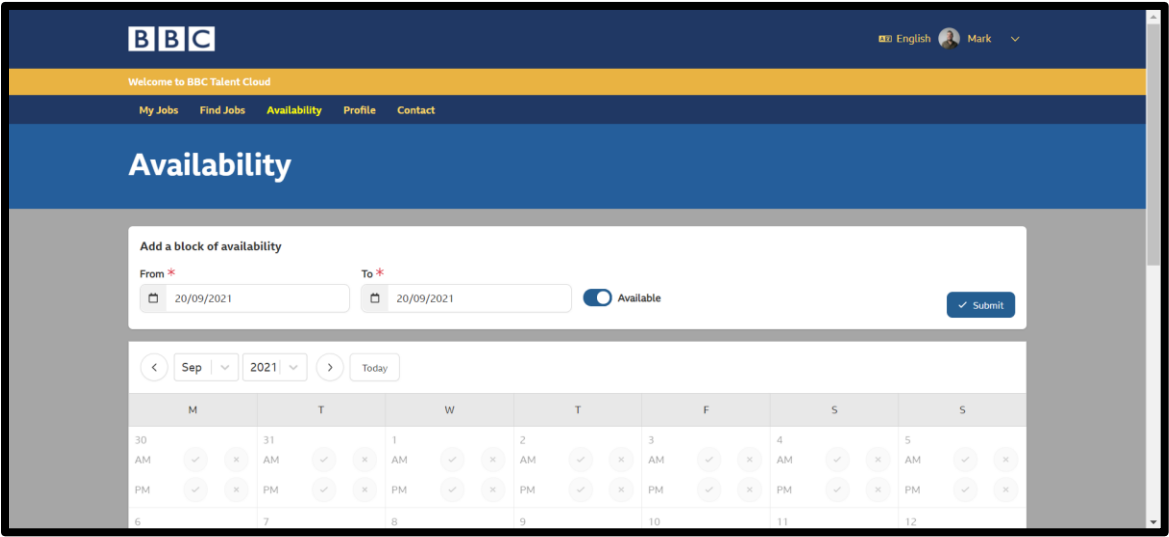 BBC
English Mark
Welcome to BBC Talent Cloud
My Jobs Find Jobs Availability Profile Contact
Availability
Add a block of availability
From * To *
20/09/2021 20/09/2021 Available Submit
Sep 2021 Today
M T W T F S S
30 31 1 2 3 4 5
AM AM AM AM AM AM AM
PM PM PM PM PM PM PM
6 7 8 9 10 11 12